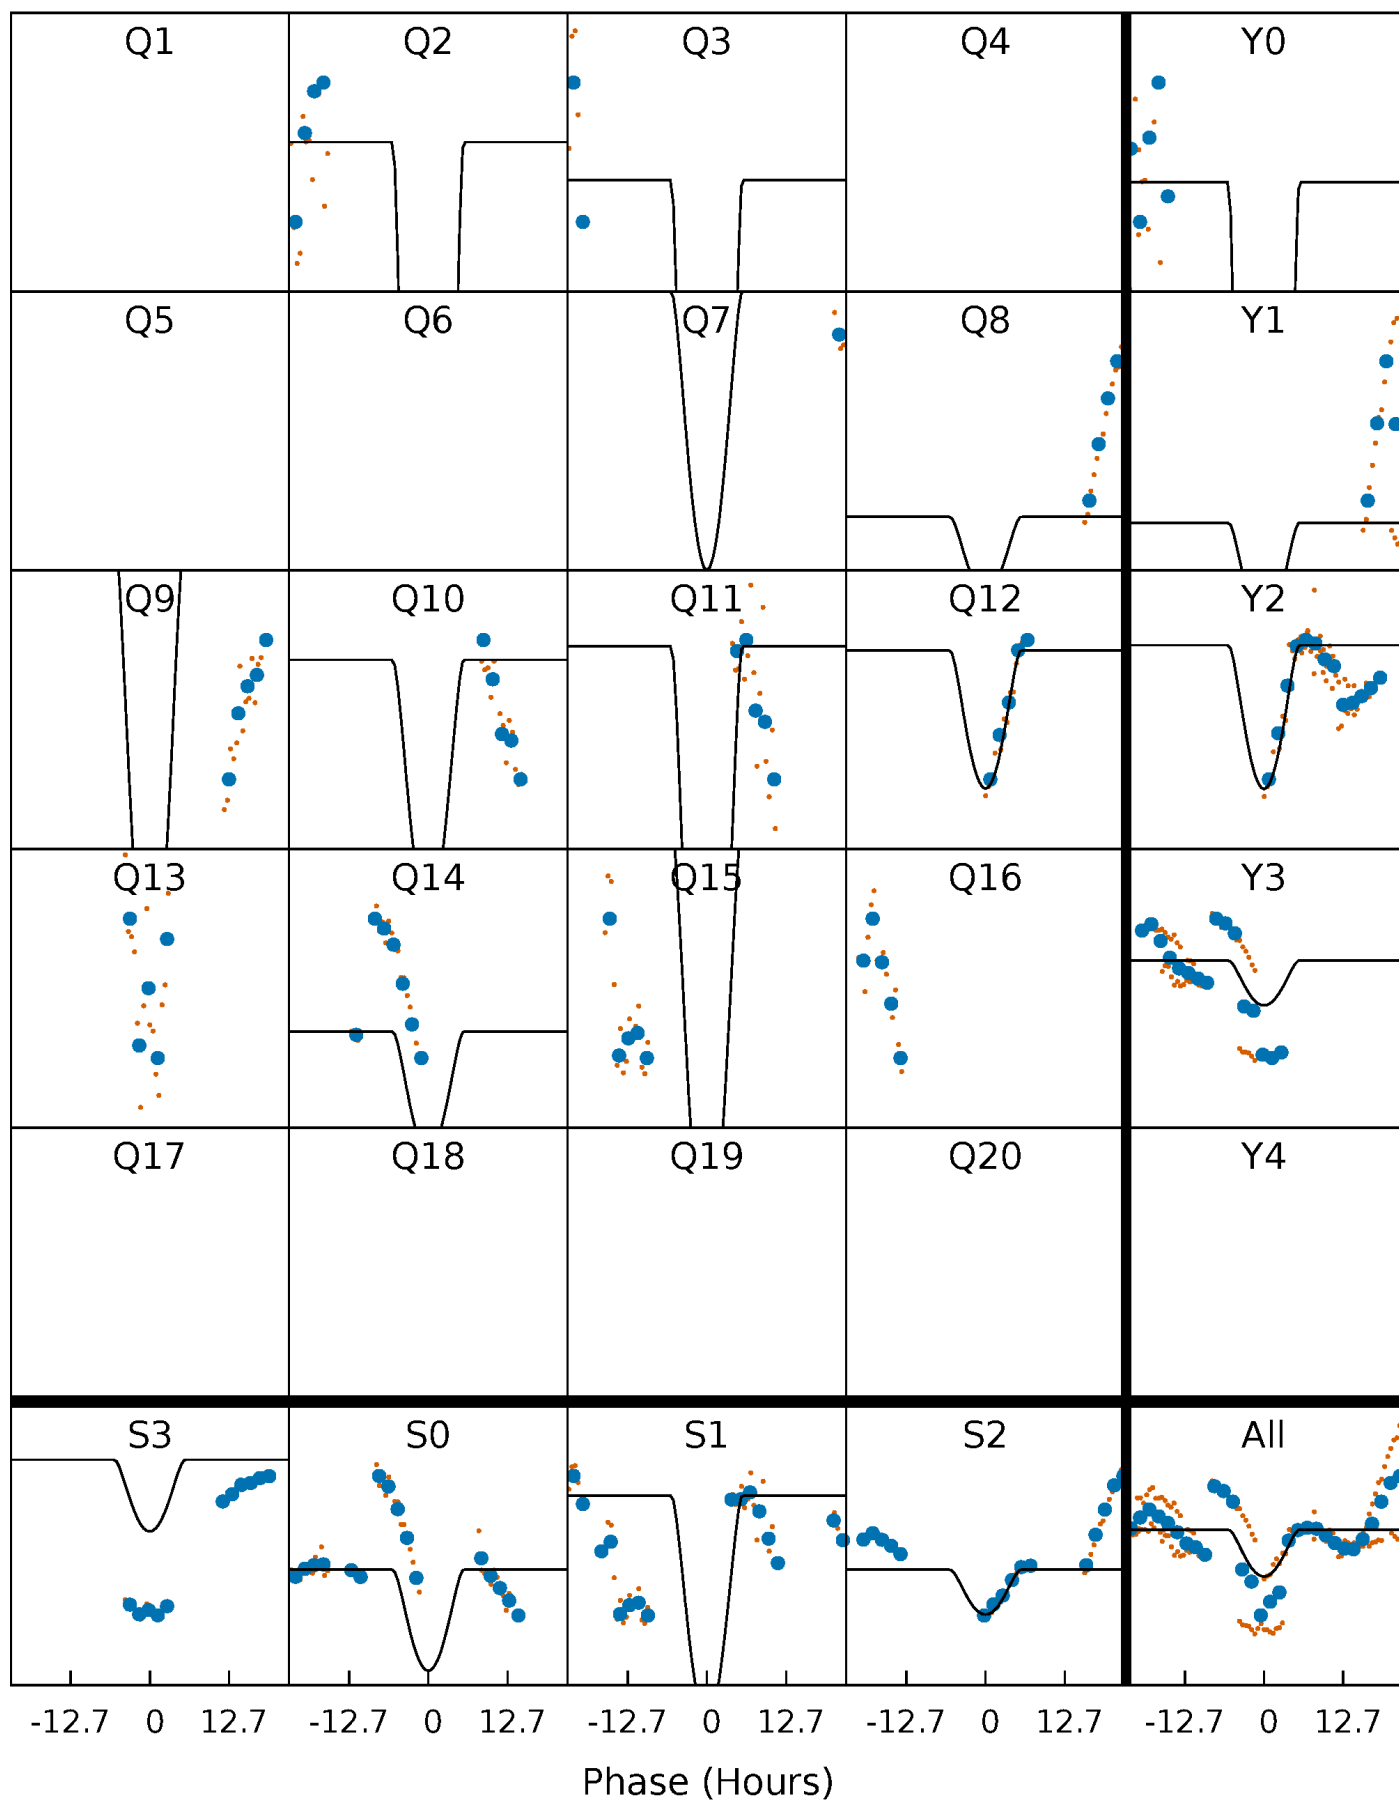 Q1 Q2 Q3 Q4 Y0
Q5 Q6 Q7 Q8 Y1
Q9 Q10 Q11 Q12 Y2
Q13 Q14 Q15 Q16 Y3
Q17 Q18 Q19 Q20 Y4
S3 S0 S1 S2 All
-12.7 0 12.7 -12.7 0 12.7 -12.7 0 12.7 -12.7 0 12.7 -12.7 0 12.7
Phase (Hours)